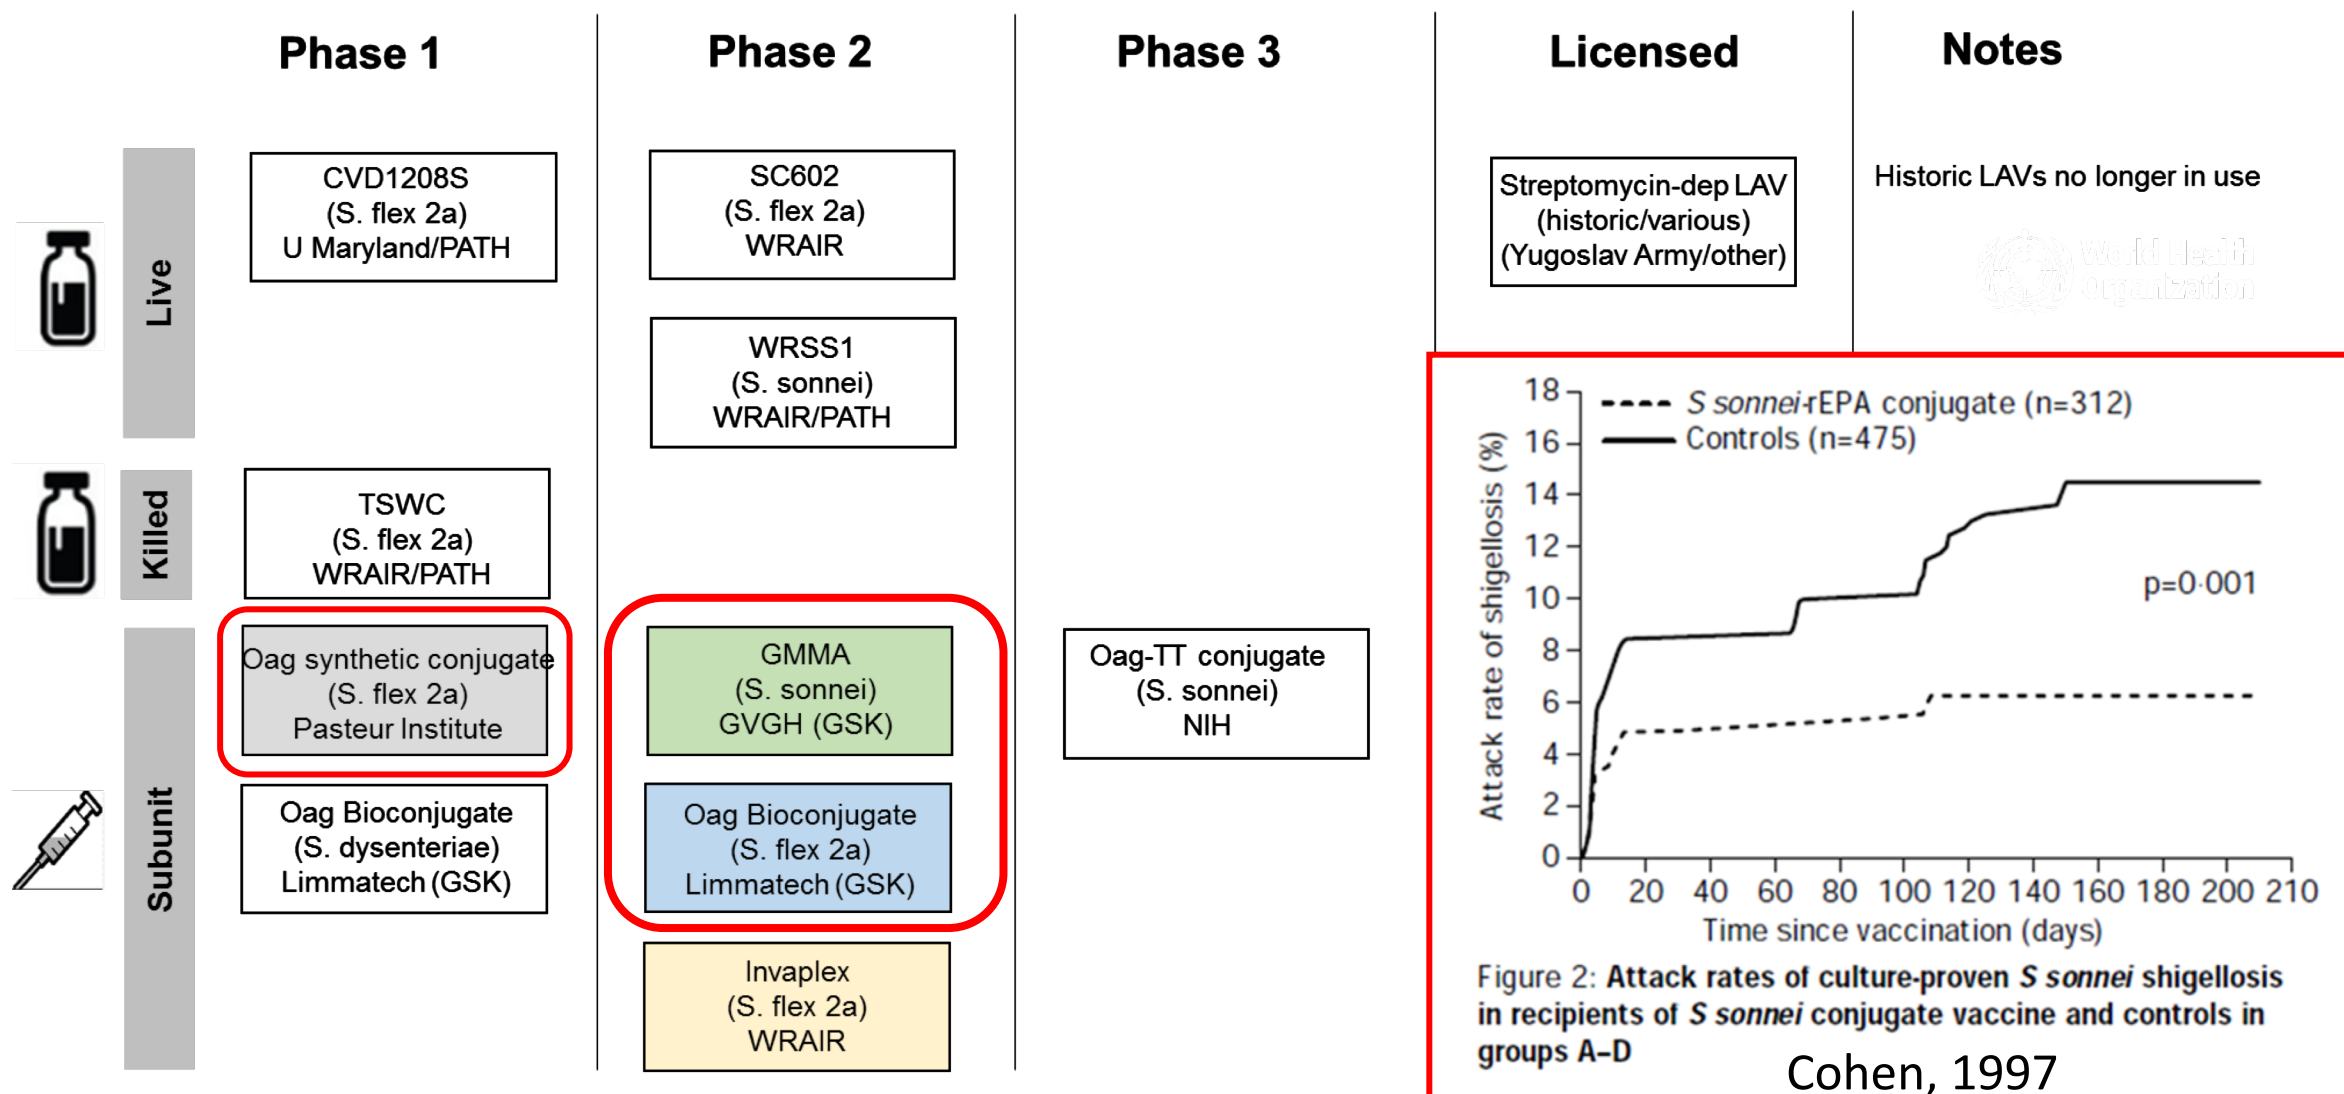 Phase 1
Phase 2
Phase 3
Licensed
Notes
Live
CVD1208S
(S. flex 2a)
U Maryland/PATH
SC602
(S. flex 2a)
WRAIR
WRSS1
(S. sonnei)
WRAIR/PATH
Streptomycin-dep LAV
(historic/various)
(Yugoslav Army/other)
Historic LAVs no longer in use
World Health
Organization
Killed
TSWC
(S. flex 2a)
WRAIR/PATH
Subunit
Oag synthetic conjugate
(S. flex 2a)
Pasteur Institute
Oag Bioconjugate
(S. dysenteriae)
Limmatech (GSK)
GMMA
(S. sonnei)
GVGH (GSK)
Oag Bioconjugate
(S. flex 2a)
Limmatech (GSK)
Invaplex
(S. flex 2a)
WRAIR
Oag-TT conjugate
(S. sonnei)
NIH
S sonnei-rEPA conjugate (n=312)
Controls (n=475)
Attack rate of shigellosis (%)
18
16
14
12
10
8
6
4
2
0
p=0·001
0 20 40 60 80 100 120 140 160 180 200 210
Time since vaccination (days)
Figure 2: Attack rates of culture-proven S sonnei shigellosis
in recipients of S sonnei conjugate vaccine and controls in
groups A–D
Cohen, 1997